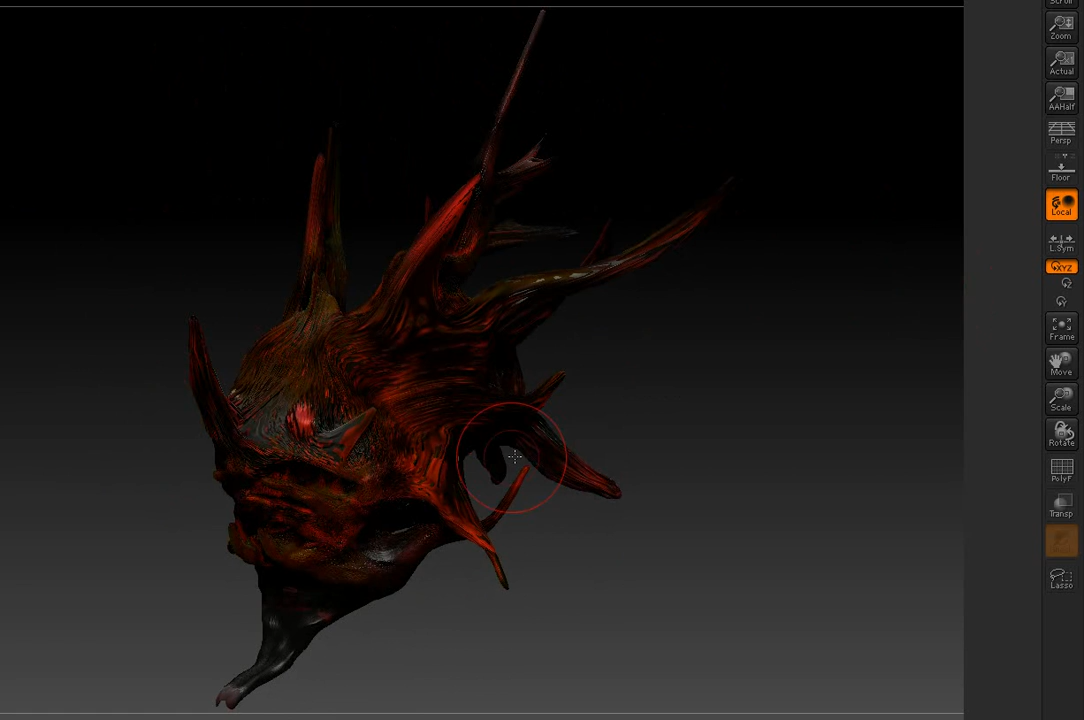 Scroll
Zoom
Actual
AAHalf
Persp
Floor
Local
L.Sym
XYZ
Z
Y
Frame
Move
Scale
Rotate
PolyF
Transp
Lasso